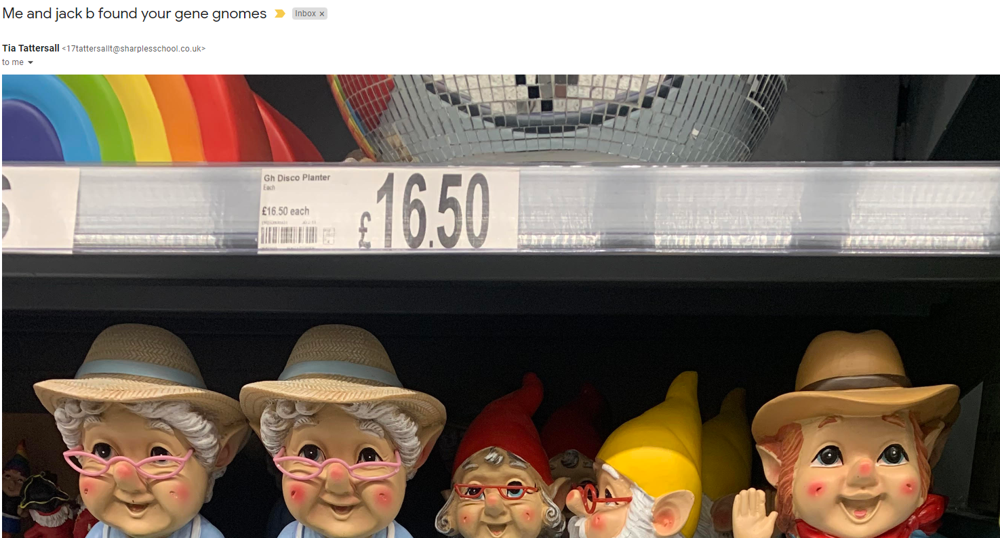 Me and jack b found your gene gnomes
Inbox ×
Tia Tattersall <17tattersallt@sharplesschool.co.uk>
to me
Gh Disco Planter
Each
£16.50 each
£16.50